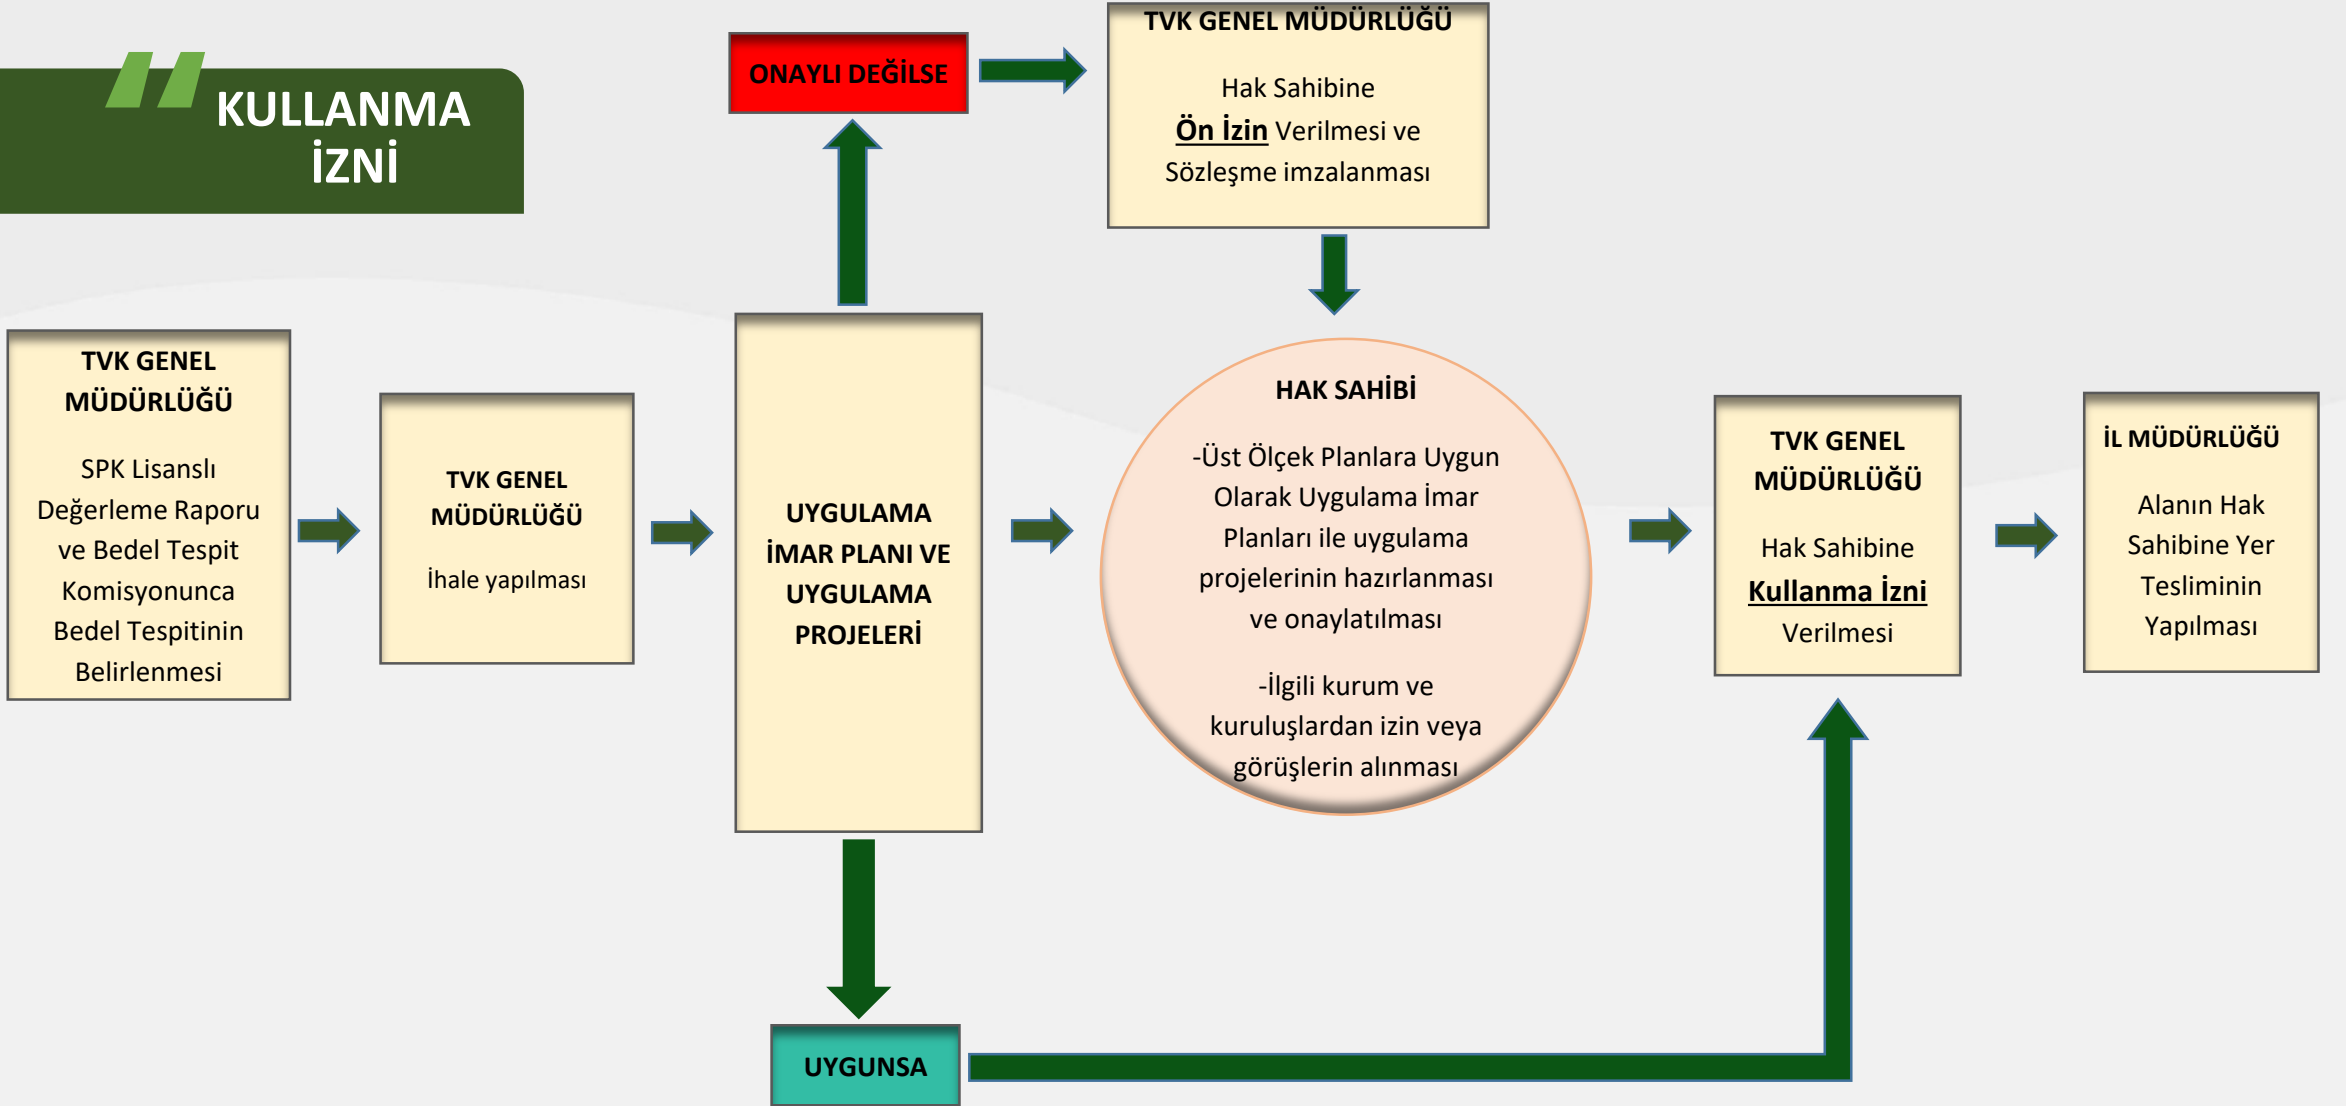 KULLANMA
İZNİ
ONAYLI DEĞİLSE
TVK GENEL MÜDÜRLÜĞÜ
Hak Sahibine
Ön İzin Verilmesi ve
Sözleşme imzalanması
TVK GENEL
MÜDÜRLÜĞÜ
SPK Lisanslı
Değerleme Raporu
ve Bedel Tespit
Komisyonunca
Bedel Tespitinin
Belirlenmesi
TVK GENEL
MÜDÜRLÜĞÜ
İhale yapılması
UYGULAMA
İMAR PLANI VE
UYGULAMA
PROJELERİ
HAK SAHİBİ
-Üst Ölçek Planlara Uygun
Olarak Uygulama İmar
Planları ile uygulama
projelerinin hazırlanması
ve onaylatılması
-İlgili kurum ve
kuruluşlardan izin veya
görüşlerin alınması
TVK GENEL
MÜDÜRLÜĞÜ
Hak Sahibine
Kullanma İzni
Verilmesi
İL MÜDÜRLÜĞÜ
Alanın Hak
Sahibine Yer
Tesliminin
Yapılması
UYGUNSA